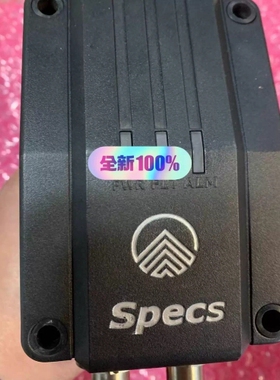 全新100%
PWR FLT ALM
Specs